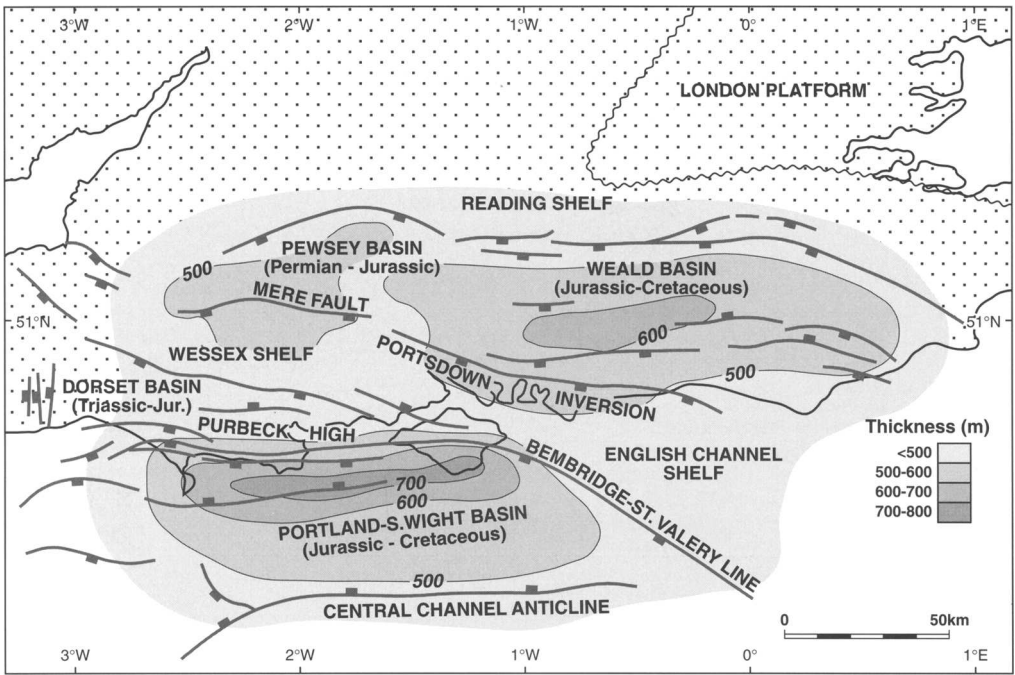 3°W 2°W 1°W 0° 1°E
LONDON PLATFORM
READING SHELF
PEWSEY BASIN
(Permian - Jurassic)
500
WEALD BASIN
(Jurassic-Cretaceous)
MERE FAULT
51°N 51°N
600
WESSEX SHELF
PORTSDOWN INVERSION
500
DORSET BASIN
(Triassic-Jur.)
PURBECK HIGH
Thickness (m)
<500
500-600
600-700
700-800
ENGLISH CHANNEL
SHELF
BEMBRIDGE-ST. VALERY LINE
700
600
PORTLAND-S.WIGHT BASIN
(Jurassic - Cretaceous)
500
CENTRAL CHANNEL ANTICLINE
0 50km
3°W 2°W 1°W 0° 1°E